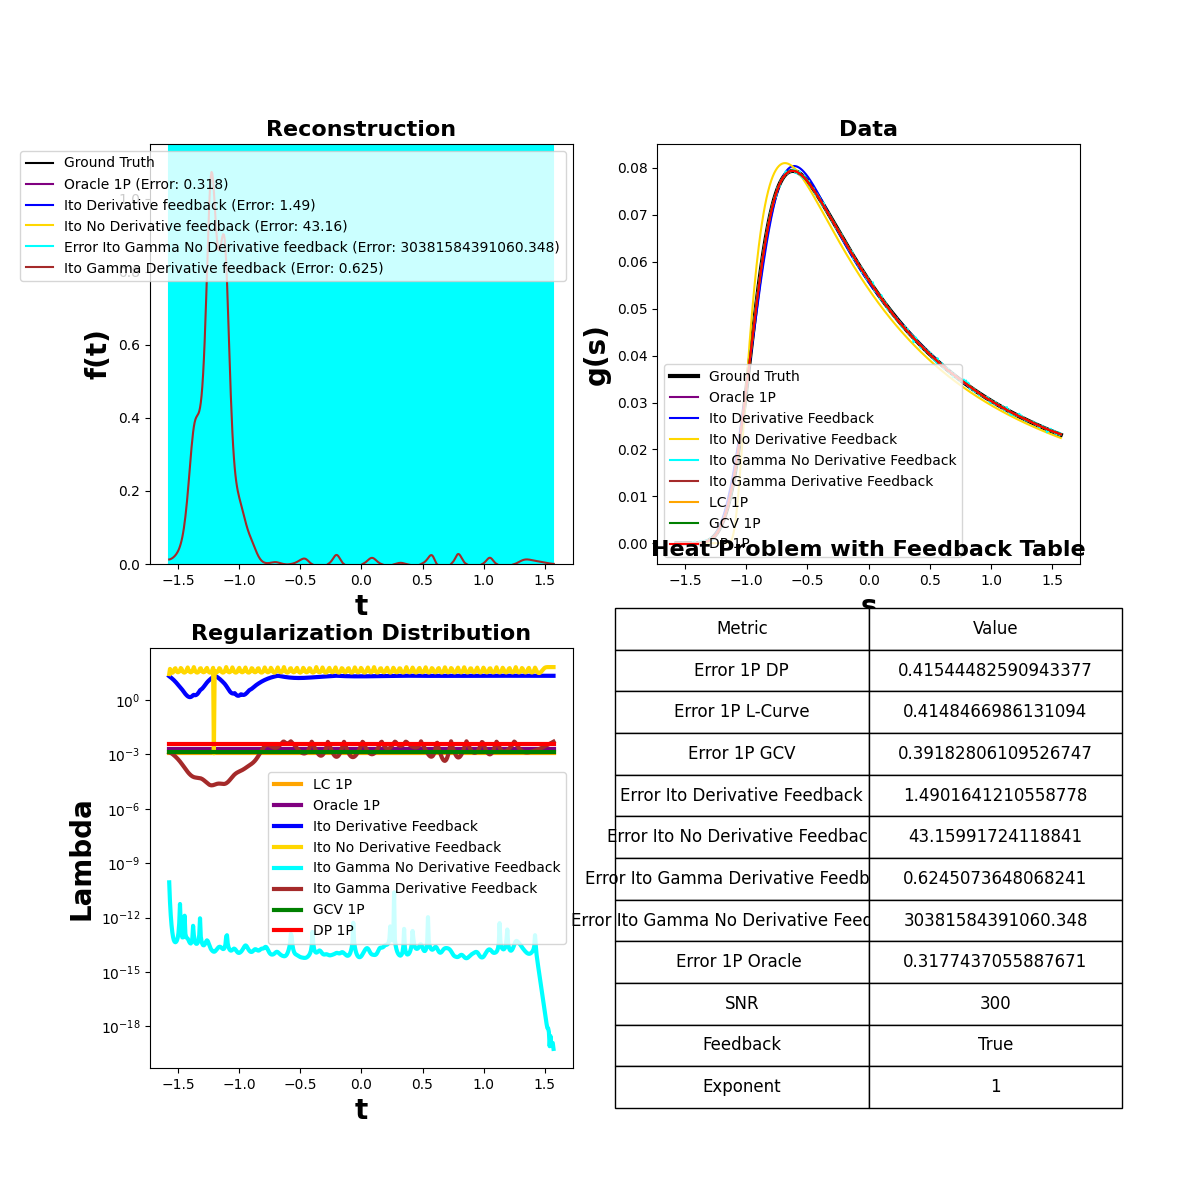 Reconstruction
Ground Truth
Oracle 1P (Error: 0.318)
Ito Derivative feedback (Error: 1.49)
Ito No Derivative feedback (Error: 43.16)
Error Ito Gamma No Derivative feedback (Error: 30381584391060.348)
Ito Gamma Derivative feedback (Error: 0.625)
f(t)
1.0
0.8
0.6
0.4
0.2
0.0
−1.5 −1.0 −0.5 0.0 0.5 1.0 1.5
t
Data
g(s)
0.08
0.07
0.06
0.05
0.04
0.03
0.02
0.01
0.00
Ground Truth
Oracle 1P
Ito Derivative Feedback
Ito No Derivative Feedback
Ito Gamma No Derivative Feedback
Ito Gamma Derivative Feedback
LC 1P
GCV 1P
DP 1P
−1.5 −1.0 −0.5 0.0 0.5 1.0 1.5
s
Regularization Distribution
Lambda
10^0
10^−3
10^−6
10^−9
10^−12
10^−15
10^−18
LC 1P
Oracle 1P
Ito Derivative Feedback
Ito No Derivative Feedback
Ito Gamma No Derivative Feedback
Ito Gamma Derivative Feedback
GCV 1P
DP 1P
−1.5 −1.0 −0.5 0.0 0.5 1.0 1.5
t
Heat Problem with Feedback Table
Metric Value
Error 1P DP 0.41544482590943377
Error 1P L-Curve 0.4148466986131094
Error 1P GCV 0.39182806109526747
Error Ito Derivative Feedback 1.4901641210558778
Error Ito No Derivative Feedbac 43.15991724118841
Error Ito Gamma Derivative Feedb 0.6245073648068241
Error Ito Gamma No Derivative Feed 30381584391060.348
Error 1P Oracle 0.3177437055887671
SNR 300
Feedback True
Exponent 1